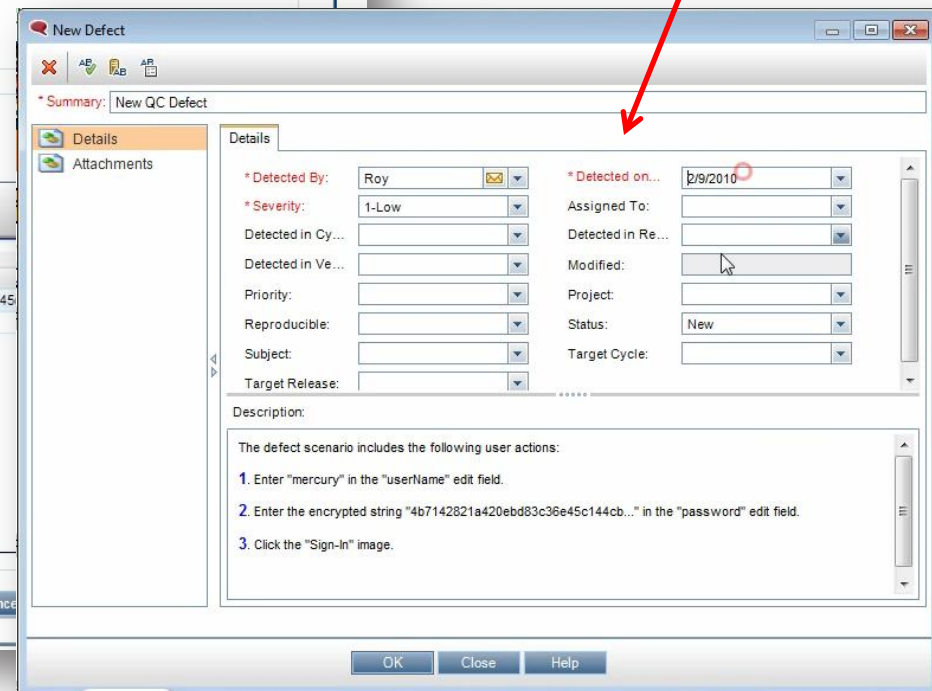 New Defect
* Summary: New QC Defect
Details
Attachments
Details
* Detected By: Roy * Detected on... 2/9/2010
* Severity: 1-Low Assigned To:
Detected in Cy... Detected in Re...
Detected in Ve... Modified:
Priority: Project:
Reproducible: Status: New
Subject: Target Cycle:
Target Release:
Description:
The defect scenario includes the following user actions:
1. Enter "mercury" in the "userName" edit field.
2. Enter the encrypted string "4b7142821a420ebd83c36e45c144cb..." in the "password" edit field.
3. Click the "Sign-In" image.
OK Close Help